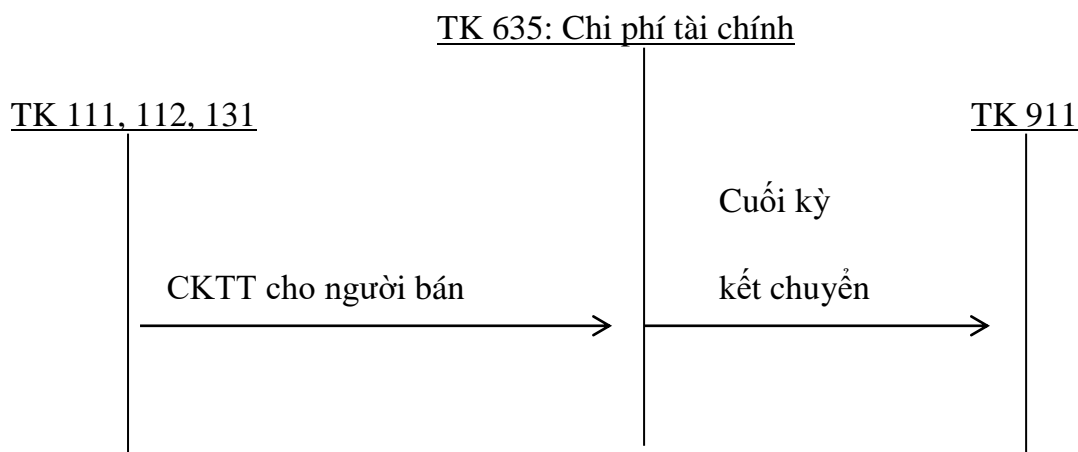 TK 635: Chi phí tài chính
TK 111, 112, 131
TK 911
Cuối kỳ
CKTT cho người bán
kết chuyển